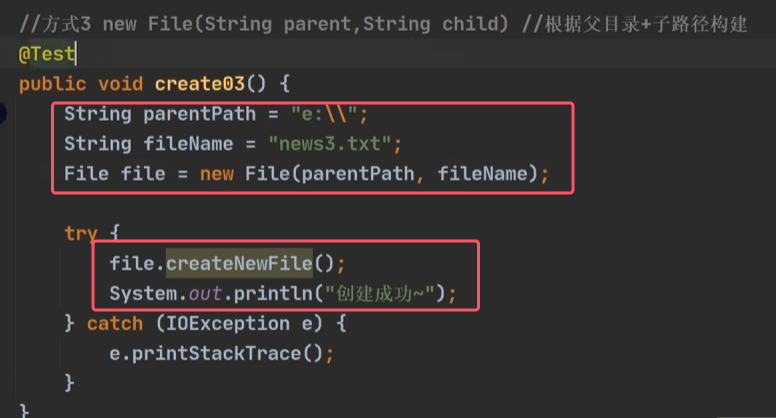 //方式3 new File(String parent,String child) //根据父目录+子路径构建
@Test
public void create03() {
String parentPath = "e:\\";
String fileName = "news3.txt";
File file = new File(parentPath, fileName);
try {
file.createNewFile();
System.out.println("创建成功~");
} catch (IOException e) {
e.printStackTrace();
}
}